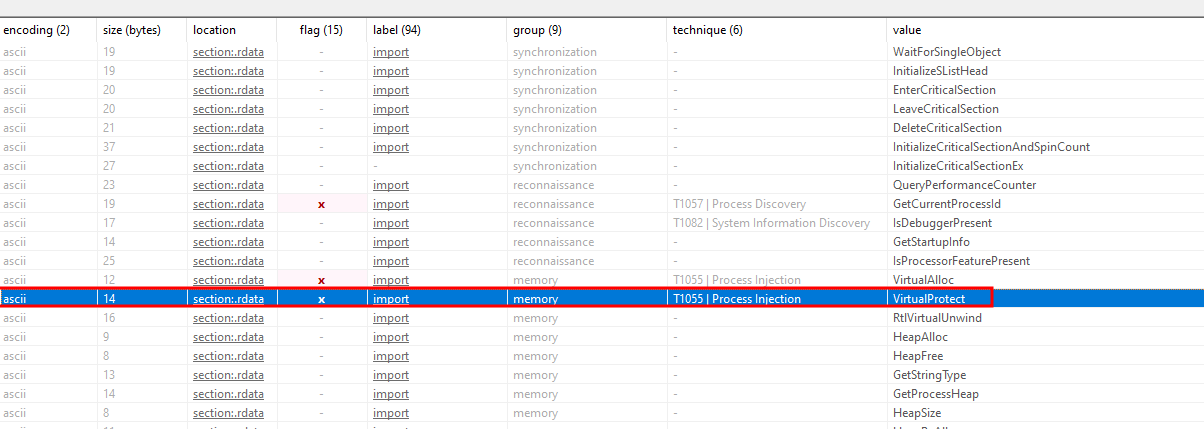 encoding (2) size (bytes) location flag (15) label (94) group (9) technique (6) value
ascii 19 section:.rdata - import synchronization - WaitForSingleObject
ascii 19 section:.rdata - import synchronization - InitializeSListHead
ascii 20 section:.rdata - import synchronization - EnterCriticalSection
ascii 20 section:.rdata - import synchronization - LeaveCriticalSection
ascii 21 section:.rdata - import synchronization - DeleteCriticalSection
ascii 37 section:.rdata - import synchronization - InitializeCriticalSectionAndSpinCount
ascii 27 section:.rdata - - synchronization - InitializeCriticalSectionEx
ascii 23 section:.rdata - import reconnaissance - QueryPerformanceCounter
ascii 19 section:.rdata x import reconnaissance T1057 | Process Discovery GetCurrentProcessId
ascii 17 section:.rdata - import reconnaissance T1082 | System Information Discovery IsDebuggerPresent
ascii 14 section:.rdata - import reconnaissance - GetStartupInfo
ascii 25 section:.rdata - import reconnaissance - IsProcessorFeaturePresent
ascii 12 section:.rdata x import memory T1055 | Process Injection VirtualAlloc
ascii 14 section:.rdata x import memory T1055 | Process Injection VirtualProtect
ascii 16 section:.rdata - import memory - RtlVirtualUnwind
ascii 9 section:.rdata - import memory - HeapAlloc
ascii 8 section:.rdata - import memory - HeapFree
ascii 13 section:.rdata - import memory - GetStringType
ascii 14 section:.rdata - import memory - GetProcessHeap
ascii 8 section:.rdata - import memory - HeapSize